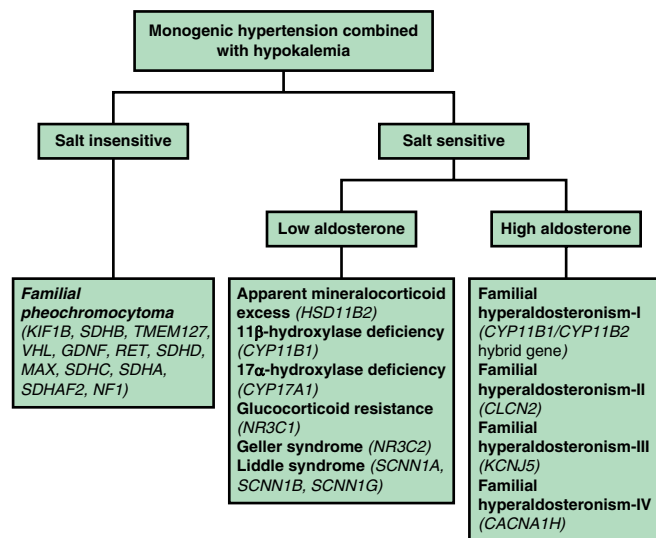 Monogenic hypertension combined
with hypokalemia
Salt insensitive
Salt sensitive
Low aldosterone
High aldosterone
Familial
pheochromocytoma
(KIF1B, SDHB, TMEM127,
VHL, GDNF, RET, SDHD,
MAX, SDHC, SDHA,
SDHAF2, NF1)
Apparent mineralocorticoid
excess (HSD11B2)
11β-hydroxylase deficiency
(CYP11B1)
17α-hydroxylase deficiency
(CYP17A1)
Glucocorticoid resistance
(NR3C1)
Geller syndrome (NR3C2)
Liddle syndrome (SCNN1A,
SCNN1B, SCNN1G)
Familial
hyperaldosteronism-I
(CYP11B1/CYP11B2
hybrid gene)
Familial
hyperaldosteronism-II
(CLCN2)
Familial
hyperaldosteronism-III
(KCNJ5)
Familial
hyperaldosteronism-IV
(CACNA1H)